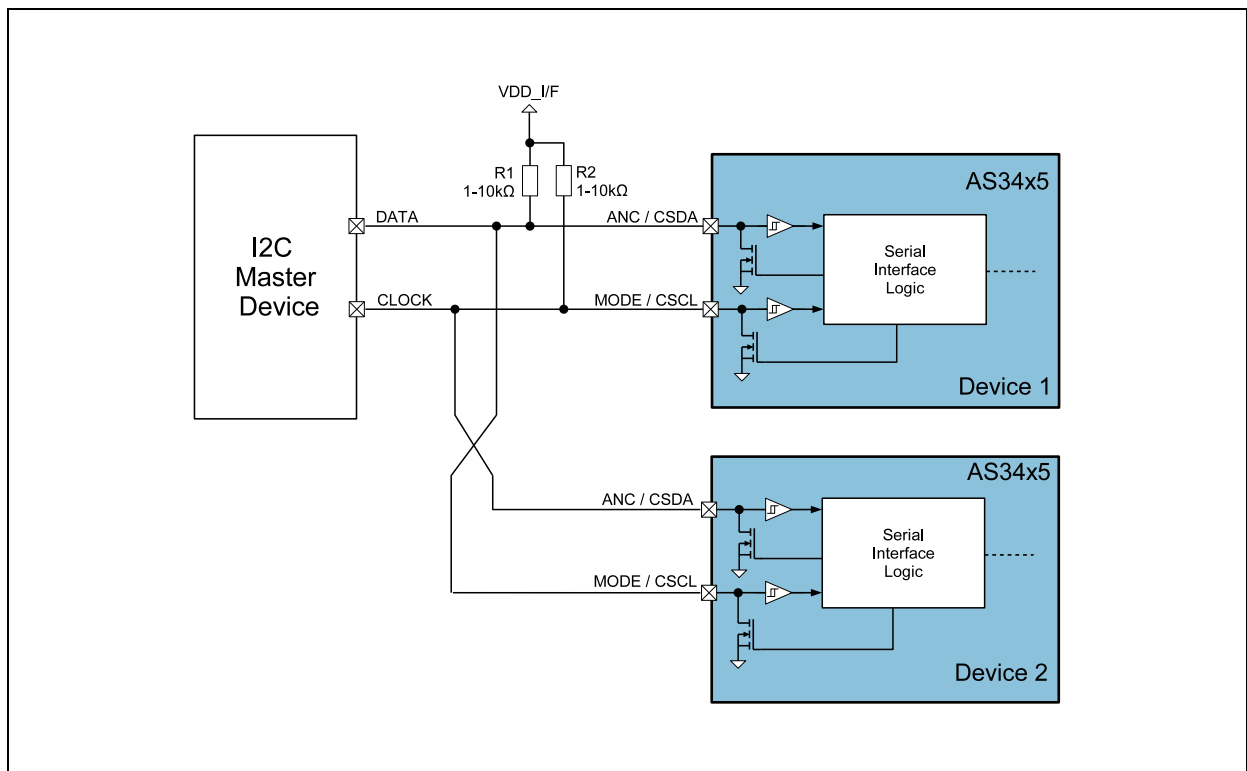 VDD_I/F
R1
1-10kΩ
R2
1-10kΩ
I2C
Master
Device
DATA
CLOCK
ANC / CSDA
MODE / CSCL
AS34x5
Serial
Interface
Logic
Device 1
ANC / CSDA
MODE / CSCL
AS34x5
Serial
Interface
Logic
Device 2